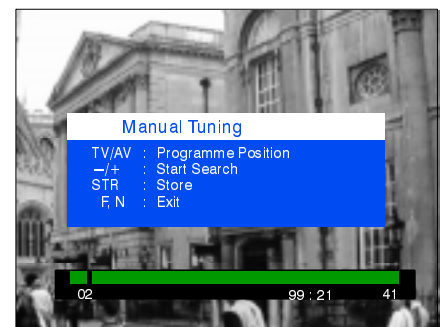 Manual Tuning
TV/AV : Programme Position
–/+ : Start Search
STR : Store
F, N : Exit
02 99 : 21 41